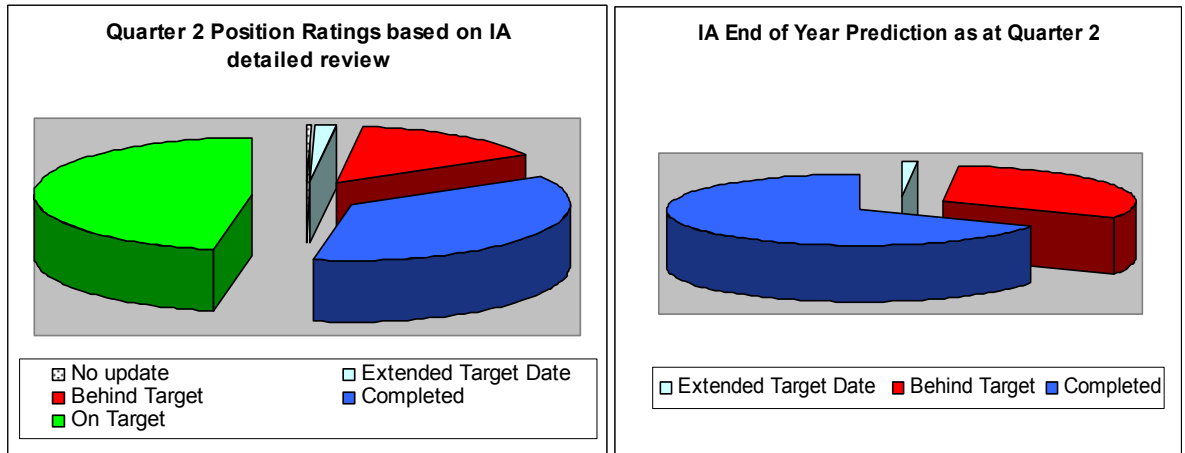 Quarter 2 Position Ratings based on IA
detailed review
No update
Extended Target Date
Behind Target
Completed
On Target
IA End of Year Prediction as at Quarter 2
Extended Target Date
Behind Target
Completed